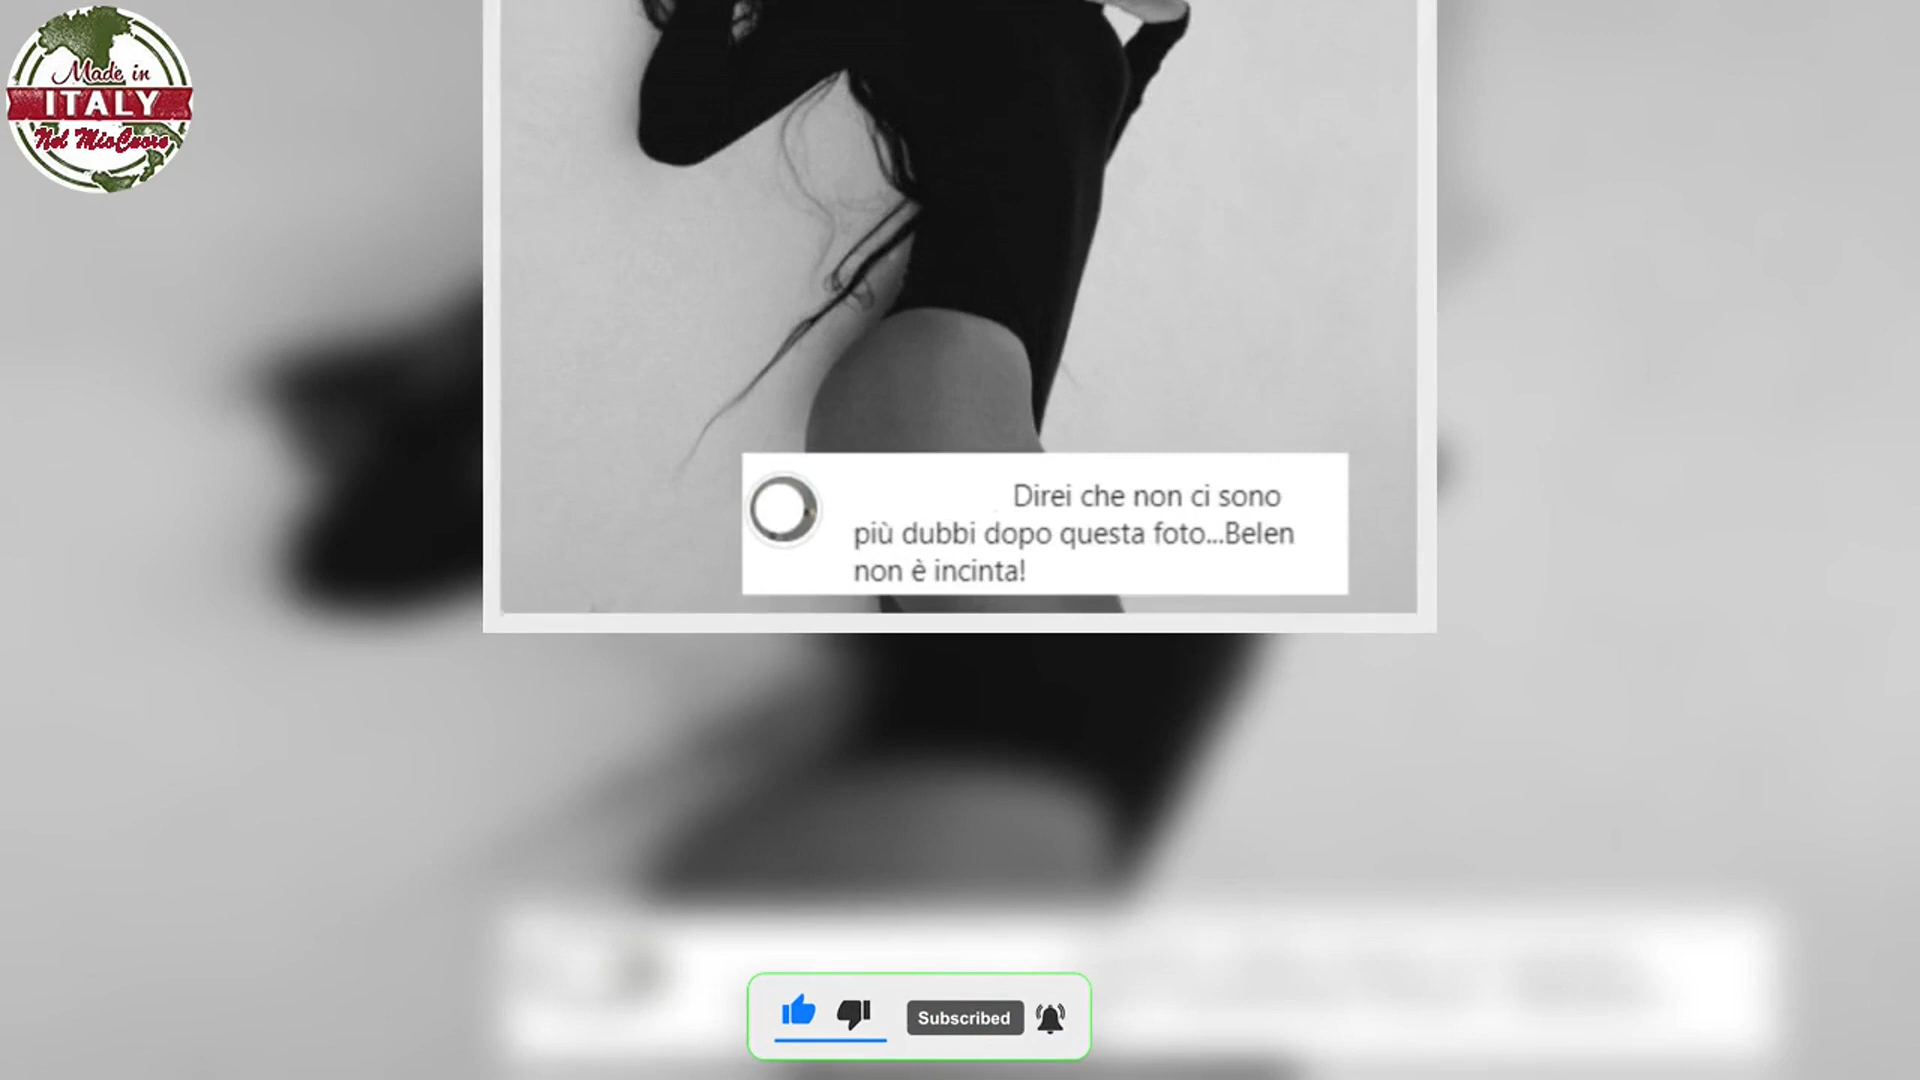 Made in
ITALY
Nel MioCuore
Direi che non ci sono
più dubbi dopo questa foto...Belen
non è incinta!
Subscribed